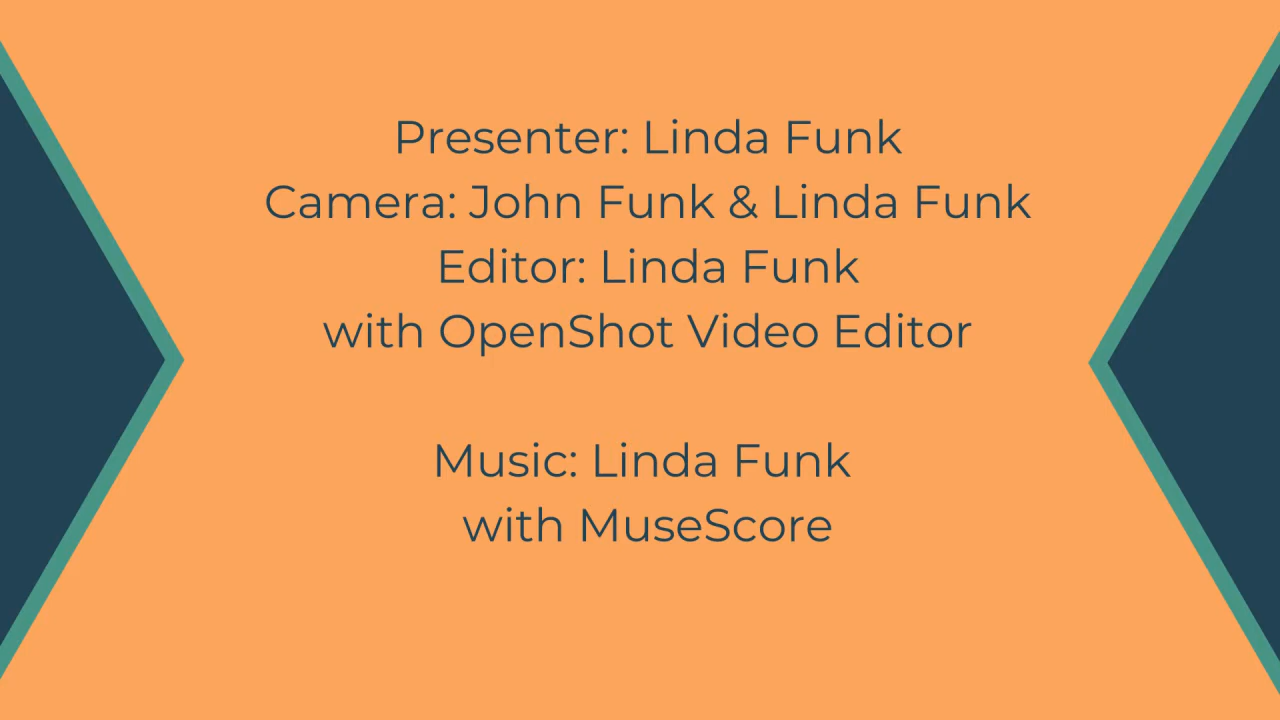 Presenter: Linda Funk
Camera: John Funk & Linda Funk
Editor: Linda Funk
with OpenShot Video Editor
Music: Linda Funk
with MuseScore